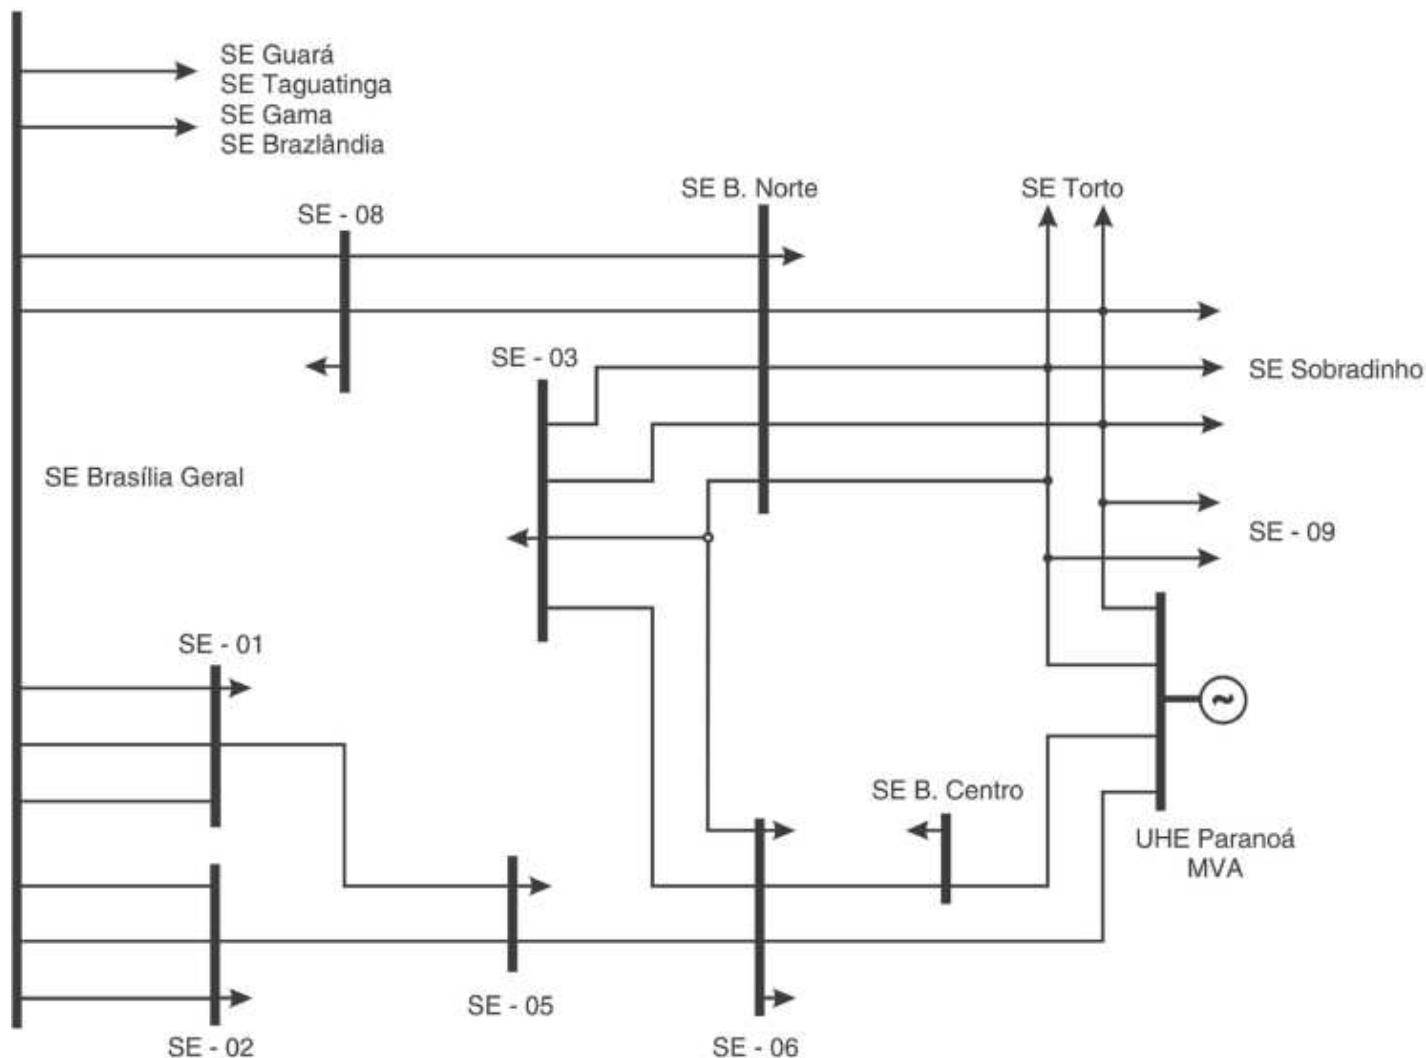 SE Guará
SE Taguatinga
SE Gama
SE Brazlândia
SE B. Norte
SE Torto
SE - 08
SE - 03
SE Sobradinho
SE Brasília Geral
SE - 09
SE - 01
SE B. Centro
UHE Paranoá
MVA
SE - 05
SE - 02
SE - 06